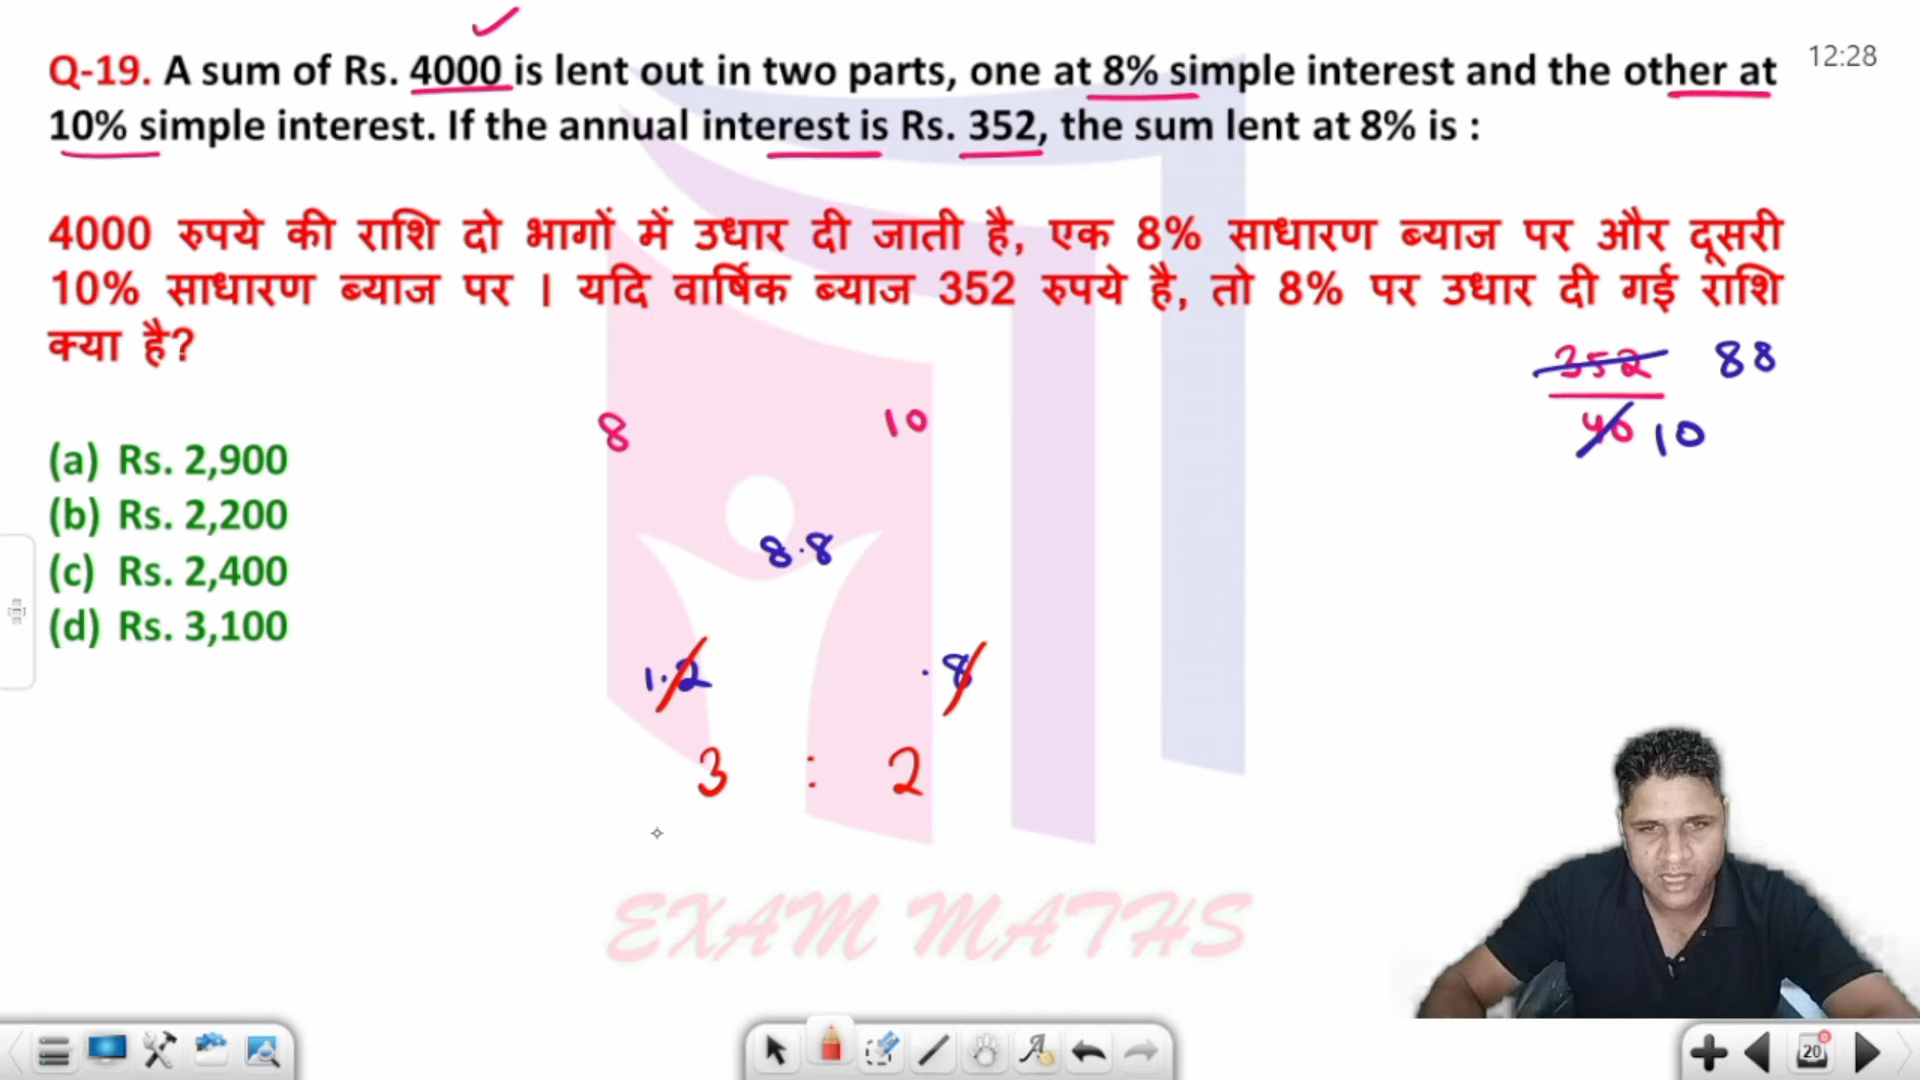 12:28
Q-19. A sum of Rs. 4000 is lent out in two parts, one at 8% simple interest and the other at
10% simple interest. If the annual interest is Rs. 352, the sum lent at 8% is :
4000 रुपये की राशि दो भागों में उधार दी जाती है, एक 8% साधारण ब्याज पर और दूसरी
10% साधारण ब्याज पर । यदि वार्षिक ब्याज 352 रुपये है, तो 8% पर उधार दी गई राशि
क्या है?
352 88
40 10
8 10
(a) Rs. 2,900
(b) Rs. 2,200
(c) Rs. 2,400
(d) Rs. 3,100
8.8
1.2 .8
3 : 2
EXAM MATHS
20